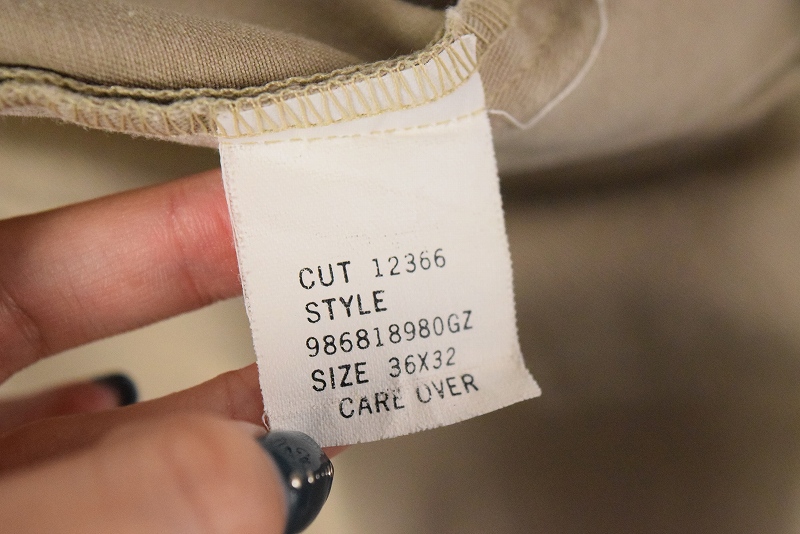 CUT 12366
STYLE
986818980GZ
SIZE 36X32
CARE OVER